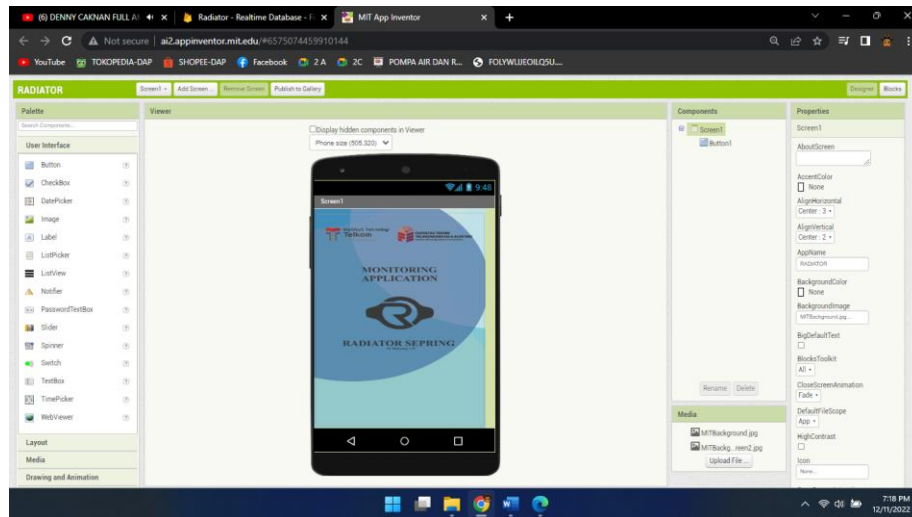 (6) DENNY CAKNAN FULL Al
Radiator - Realtime Database - Fi
MIT App Inventor
Not secure
ai2.appinventor.mit.edu/#6575074459910144
YouTube
TOKOPEDIA-DAP
SHOPEE-DAP
Facebook
2 A
2C
POMPA AIR DAN R...
FOLYWIJJEOILQ5U....
RADIATOR
Screen1
Add Screen ...
Remove Screen
Publish to Gallery
Designer
Blocks
Palette
Search Components...
User Interface
Button
CheckBox
DatePicker
Image
Label
ListPicker
ListView
Notifier
PasswordTextBox
Slider
Spinner
Switch
TextBox
TimePicker
WebViewer
Layout
Media
Drawing and Animation
Viewer
Display hidden components in Viewer
Phone size (505,320)
9:48
Screen1
Telkom
MONITORING
APPLICATION
R
RADIATOR SEPRING
Components
Screen1
Button1
Rename
Delete
Media
MITBackground.jpg
MITBackg...reen2.jpg
Upload File ...
Properties
Screen1
AboutScreen
AccentColor
None
AlignHorizontal
Center : 3
AlignVertical
Center : 2
AppName
RADIATOR
BackgroundColor
None
BackgroundImage
MITBackground.jpg...
BigDefaultText
BlocksToolkit
All
CloseScreenAnimation
Fade
DefaultFileScope
App
HighContrast
Icon
None...
7:18 PM
12/11/2022